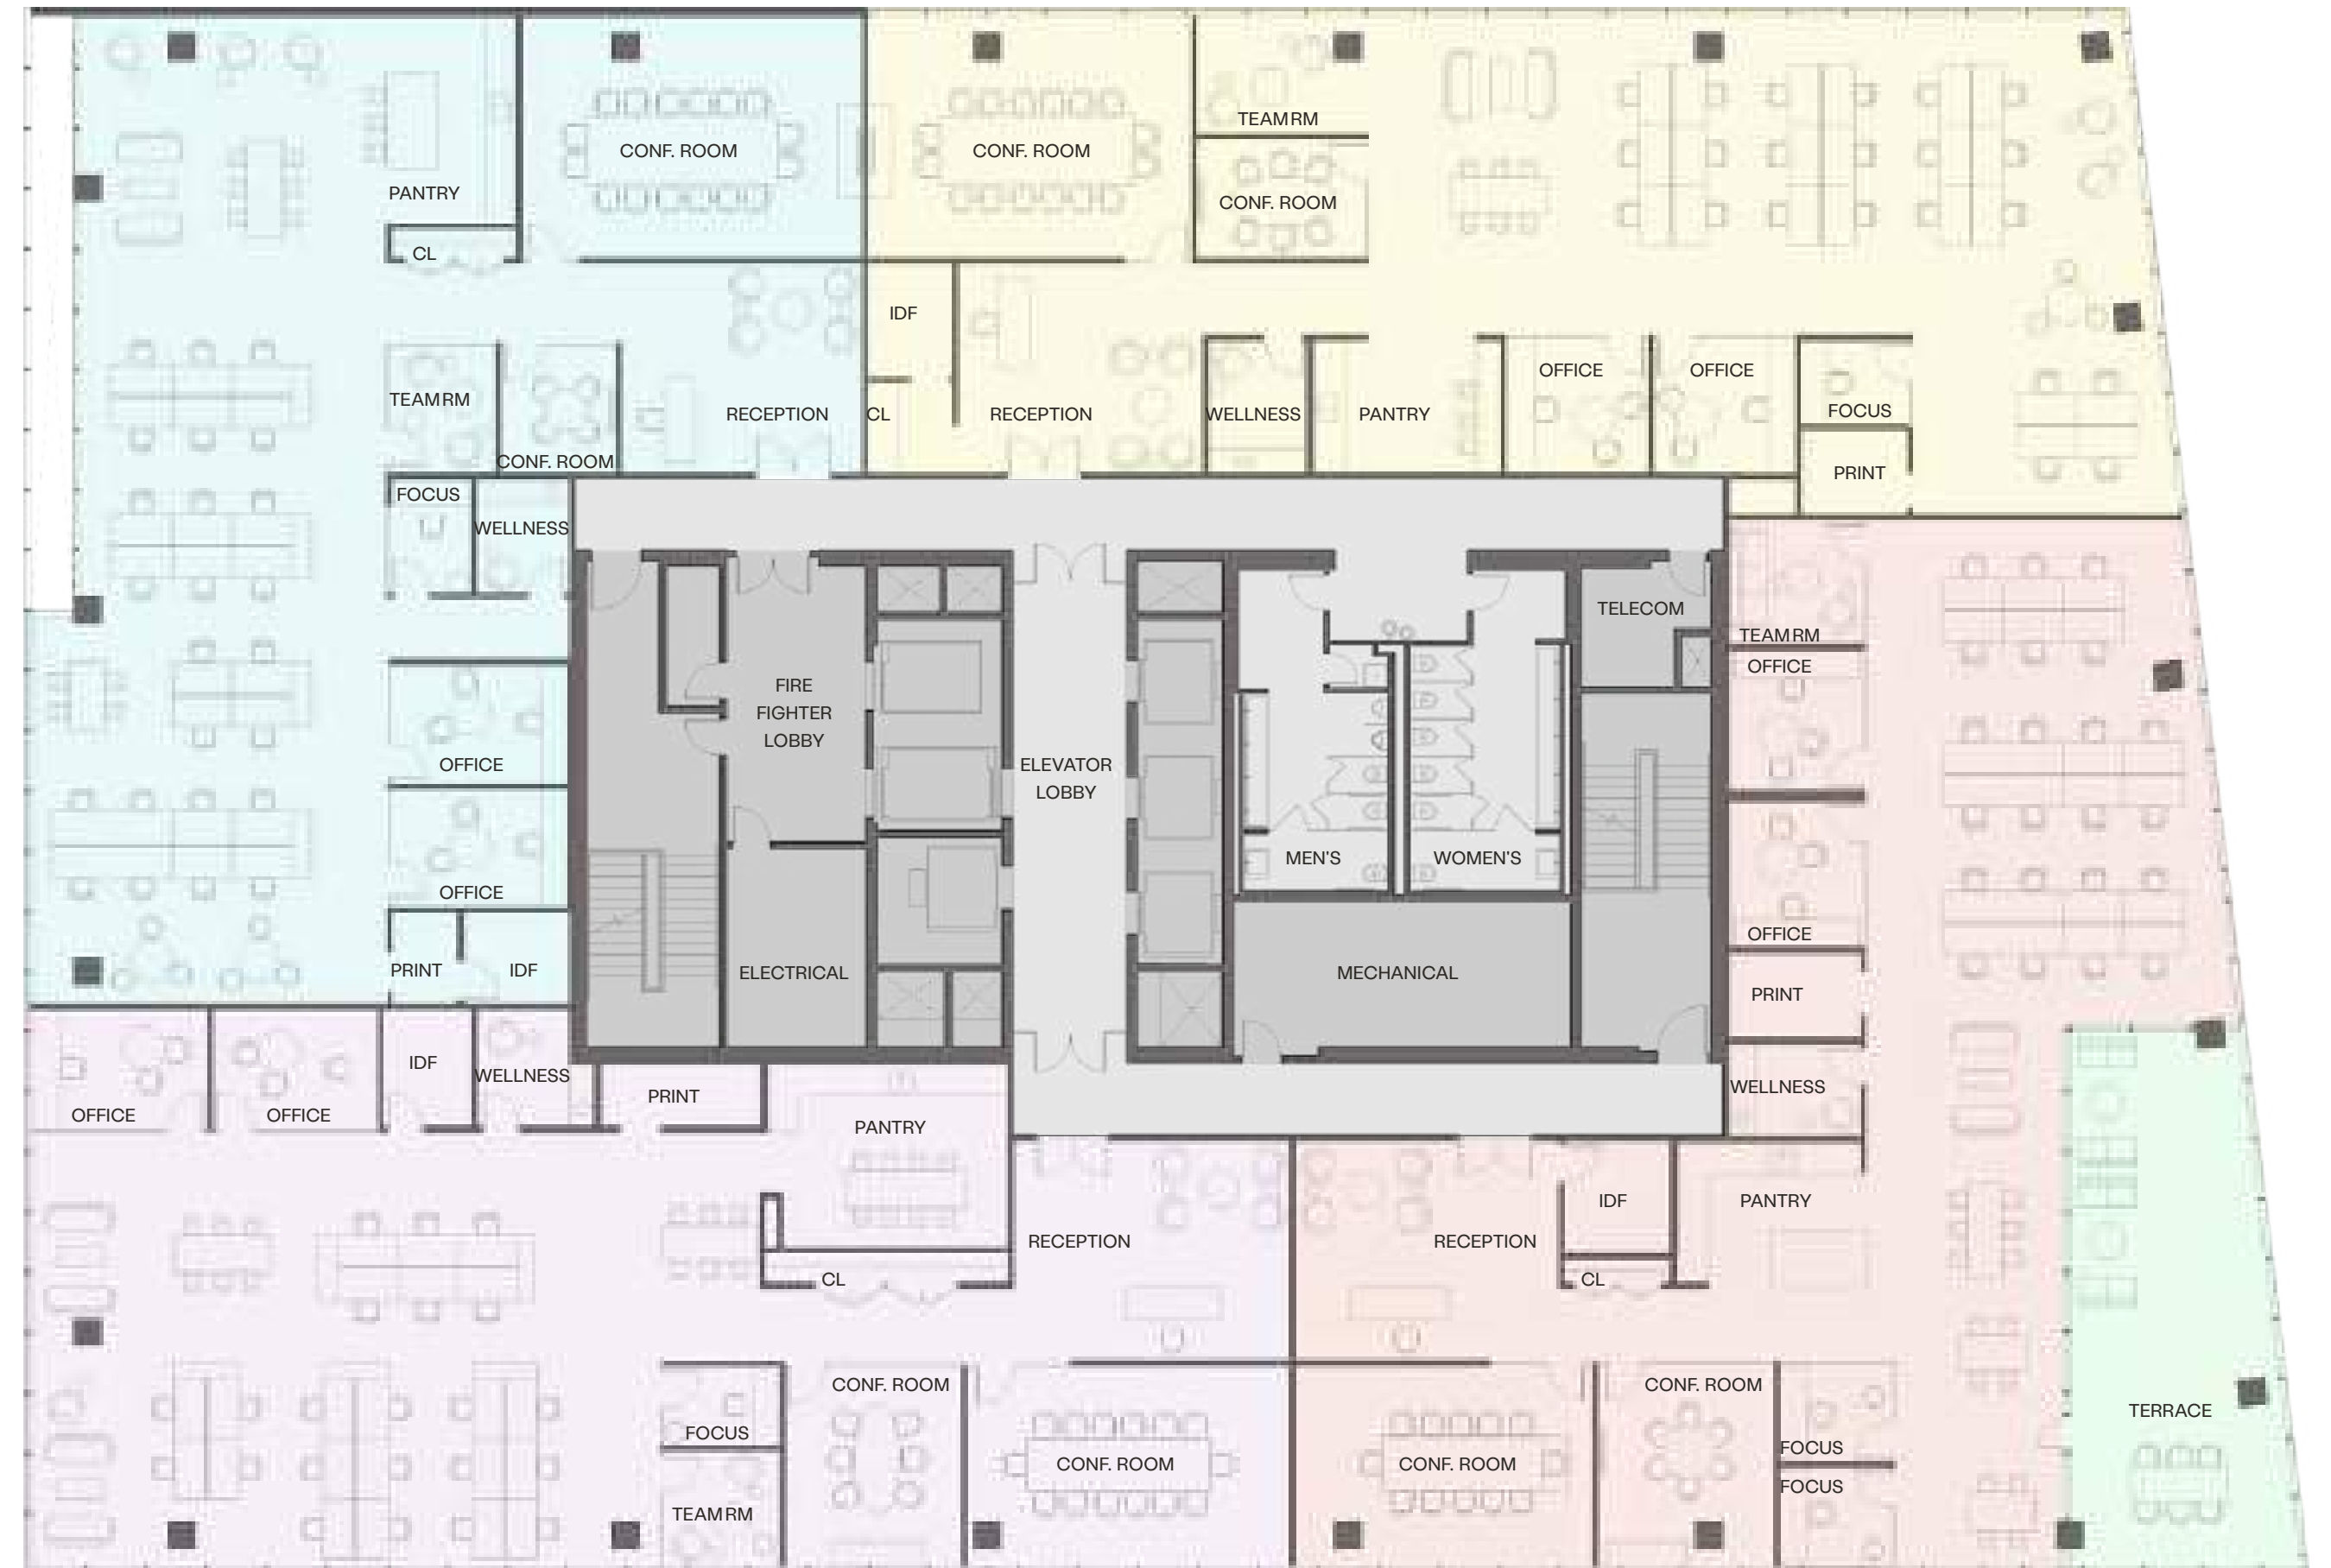 TEAM RM
CONF. ROOM
CONF. ROOM
PANTRY
CONF. ROOM
CL
IDF
OFFICE
OFFICE
TEAM RM
RECEPTION
CL
RECEPTION
WELLNESS
PANTRY
FOCUS
CONF. ROOM
PRINT
FOCUS
WELLNESS
TELECOM
TEAM RM
OFFICE
FIRE
FIGHTER
LOBBY
OFFICE
ELEVATOR
LOBBY
MEN'S
WOMEN'S
OFFICE
OFFICE
PRINT
IDF
ELECTRICAL
MECHANICAL
PRINT
IDF
WELLNESS
WELLNESS
OFFICE
OFFICE
PRINT
PANTRY
IDF
PANTRY
RECEPTION
RECEPTION
CL
CL
CONF. ROOM
CONF. ROOM
TERRACE
FOCUS
FOCUS
CONF. ROOM
CONF. ROOM
FOCUS
TEAM RM